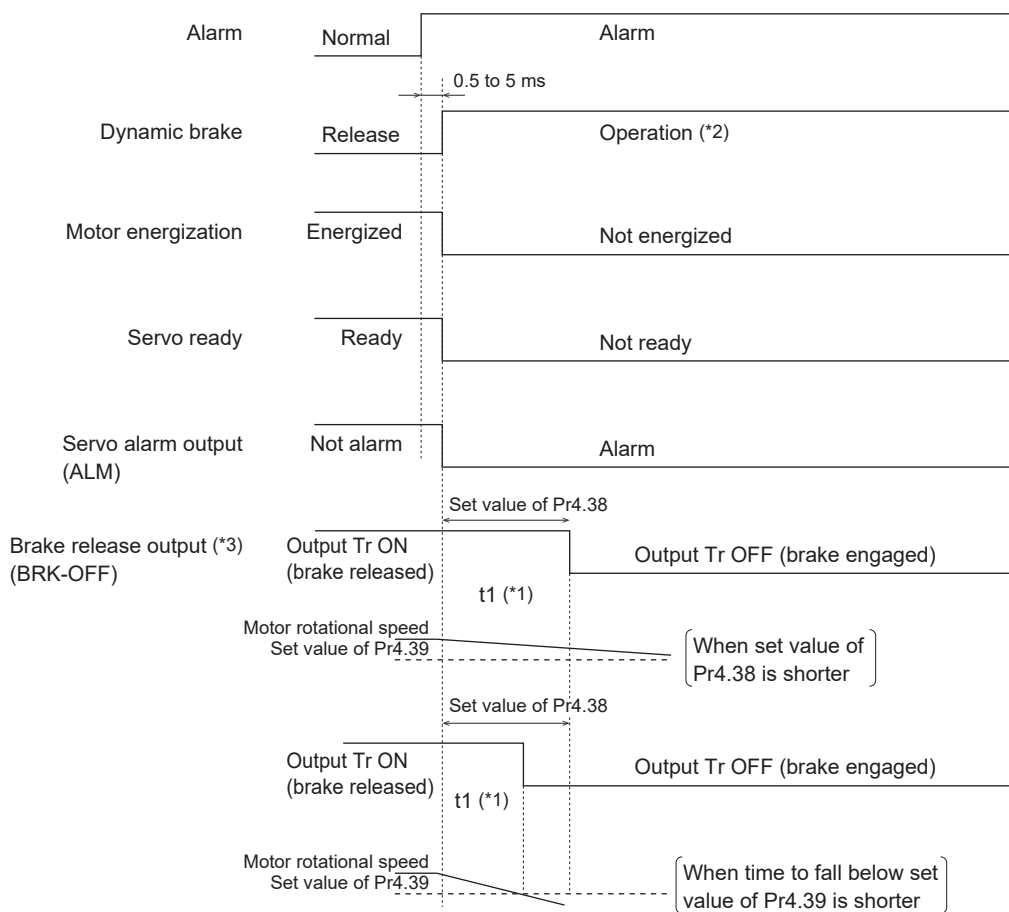 Alarm
Normal
Alarm
0.5 to 5 ms
Dynamic brake
Release
Operation (*2)
Motor energization
Energized
Not energized
Servo ready
Ready
Not ready
Servo alarm output
(ALM)
Not alarm
Alarm
Set value of Pr4.38
Brake release output (*3)
(BRK-OFF)
Output Tr ON
(brake released)
Output Tr OFF (brake engaged)
t1 (*1)
Motor rotational speed
Set value of Pr4.39
When set value of
Pr4.38 is shorter
Set value of Pr4.38
Output Tr ON
(brake released)
Output Tr OFF (brake engaged)
t1 (*1)
Motor rotational speed
Set value of Pr4.39
When time to fall below set
value of Pr4.39 is shorter